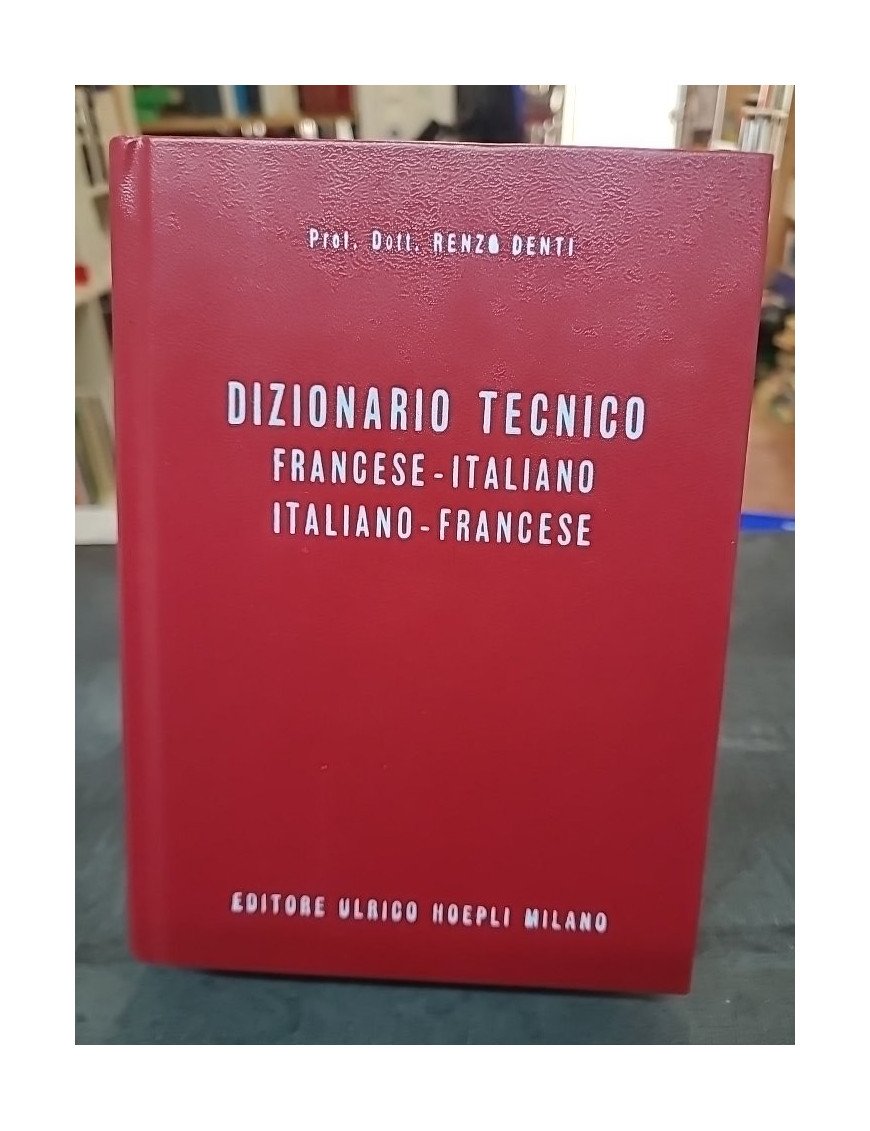 Prof. Dott. RENZO DENTI
DIZIONARIO TECNICO
FRANCESE-ITALIANO
ITALIANO-FRANCESE
EDITORE ULRICO HOEPLI MILANO